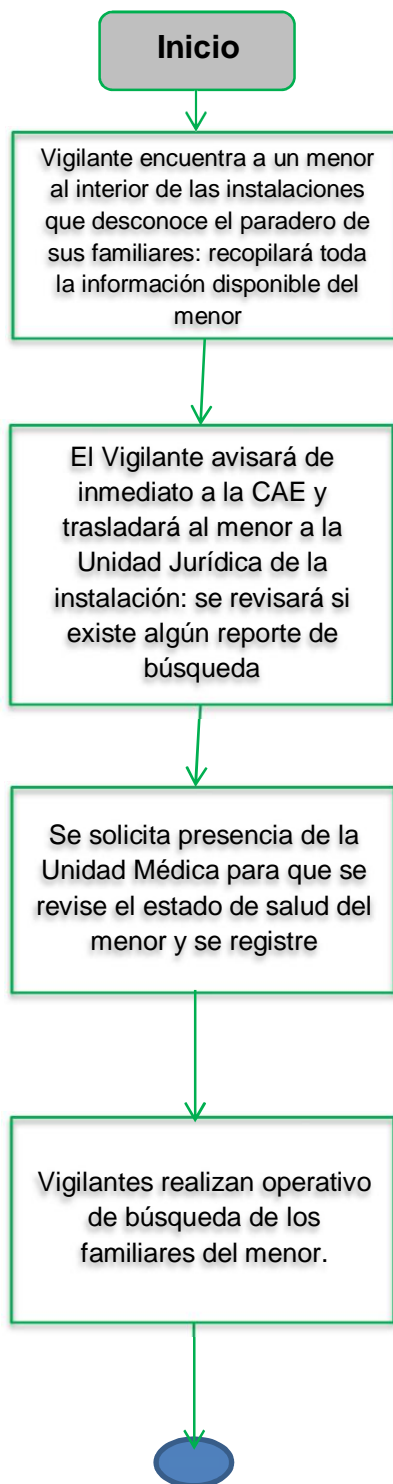 Inicio
Vigilante encuentra a un menor
al interior de las instalaciones
que desconoce el paradero de
sus familiares: recopilará toda
la información disponible del
menor
El Vigilante avisará de
inmediato a la CAE y
trasladará al menor a la
Unidad Jurídica de la
instalación: se revisará si
existe algún reporte de
búsqueda
Se solicita presencia de la
Unidad Médica para que se
revise el estado de salud del
menor y se registre
Vigilantes realizan operativo
de búsqueda de los
familiares del menor.